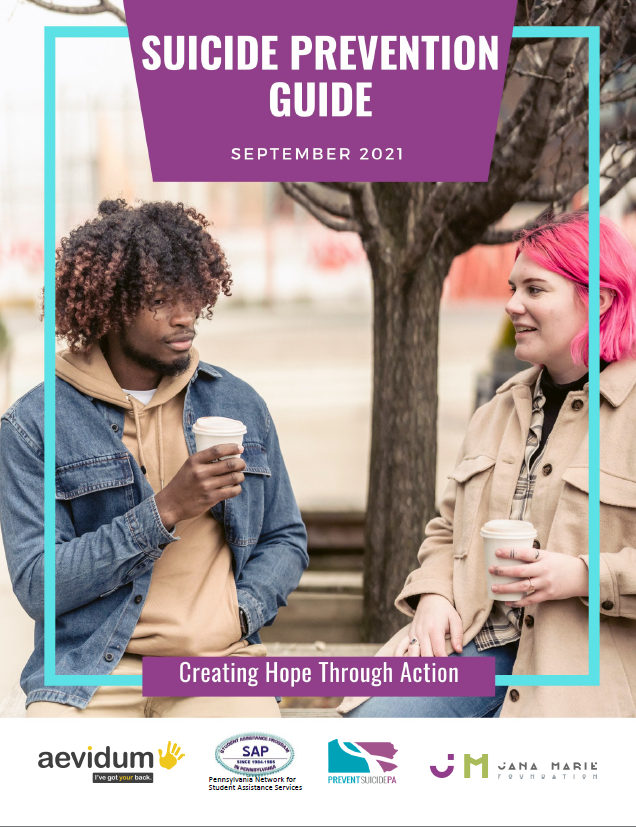 SUICIDE PREVENTION
GUIDE
SEPTEMBER 2021
Creating Hope Through Action
aevidum
I've got your back.
STUDENT ASSISTANCE PROGRAM
SAP
SINCE 1984-1985
IN PENNSYLVANIA
Pennsylvania Network for
Student Assistance Services
PREVENTSUICIDEPA
JM JANA MARIE
FOUNDATION